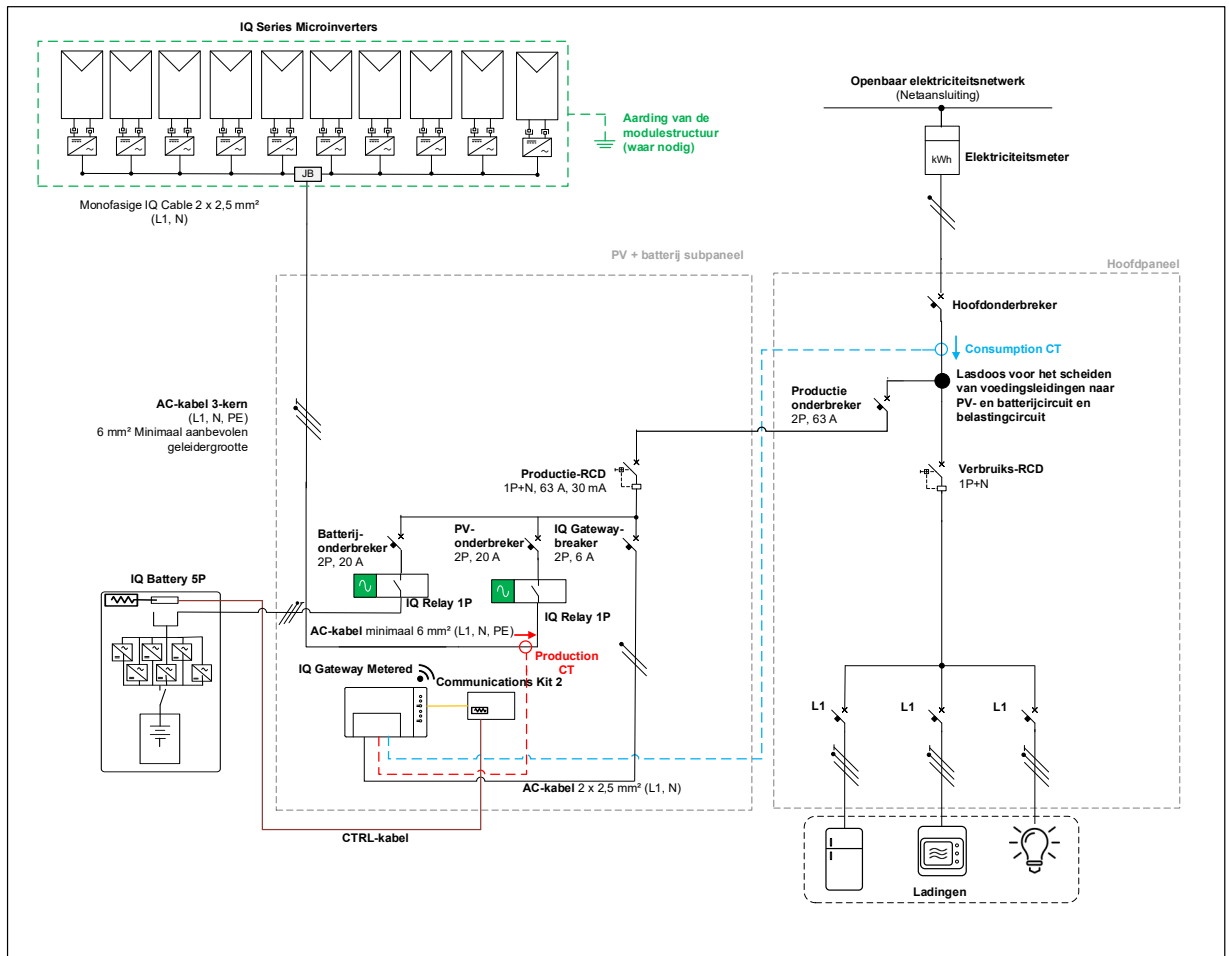 IQ Series Microinverters
Openbaar elektriciteitsnetwerk
(Netaansluiting)
Aarding van de
modulestructuur
(waar nodig)
kWh
Elektriciteitsmeter
JB
Monofasige IQ Cable 2 x 2,5 mm²
(L1, N)
PV + batterij subpaneel
Hoofdpaneel
Hoofdonderbreker
Consumption CT
Lasdoos voor het scheiden
van voedingsleidingen naar
PV- en batterijcircuit en
belastingcircuit
Productie
onderbreker
2P, 63 A
AC-kabel 3-kern
(L1, N, PE)
6 mm² Minimaal aanbevolen
geleidergrootte
Productie-RCD
1P+N, 63 A, 30 mA
Verbruiks-RCD
1P+N
Batterij-
onderbreker
2P, 20 A
PV-
onderbreker
2P, 20 A
IQ Gateway-
breaker
2P, 6 A
IQ Battery 5P
IQ Relay 1P
IQ Relay 1P
AC-kabel minimaal 6 mm² (L1, N, PE)
Production
CT
IQ Gateway Metered
Communications Kit 2
L1
L1
L1
AC-kabel 2 x 2,5 mm² (L1, N)
CTRL-kabel
Ladingen